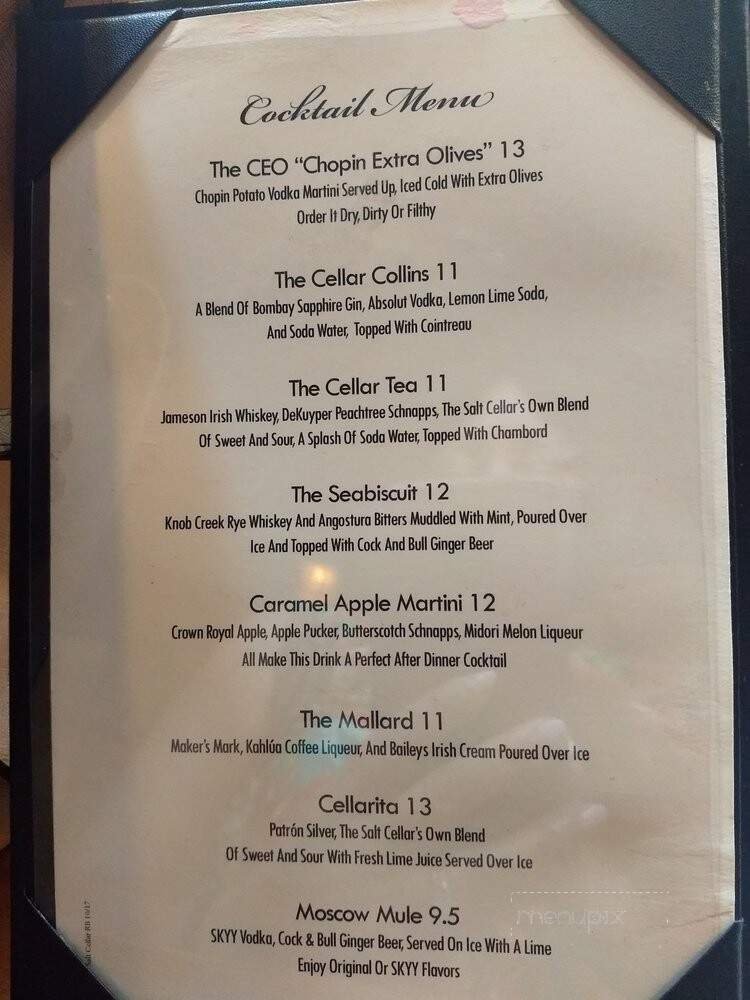 Cocktail Menu
The CEO “Chopin Extra Olives” 13
Chopin Potato Vodka Martini Served Up, Iced Cold With Extra Olives
Order It Dry, Dirty Or Filthy
The Cellar Collins 11
A Blend Of Bombay Sapphire Gin, Absolut Vodka, Lemon Lime Soda,
And Soda Water, Topped With Cointreau
The Cellar Tea 11
Jameson Irish Whiskey, DeKuyper Peachtree Schnapps, The Salt Cellar's Own Blend
Of Sweet And Sour, A Splash Of Soda Water, Topped With Chambord
The Seabiscuit 12
Knob Creek Rye Whiskey And Angostura Bitters Muddled With Mint, Poured Over
Ice And Topped With Cock And Bull Ginger Beer
Caramel Apple Martini 12
Crown Royal Apple, Apple Pucker, Butterscotch Schnapps, Midori Melon Liqueur
All Make This Drink A Perfect After Dinner Cocktail
The Mallard 11
Maker's Mark, Kahlúa Coffee Liqueur, And Baileys Irish Cream Poured Over Ice
Cellarita 13
Patrón Silver, The Salt Cellar's Own Blend
Of Sweet And Sour With Fresh Lime Juice Served Over Ice
Moscow Mule 9.5
SKYY Vodka, Cock & Bull Ginger Beer, Served On Ice With A Lime
Enjoy Original Or SKYY Flavors
Salt Cellar RB 10/17
menupix